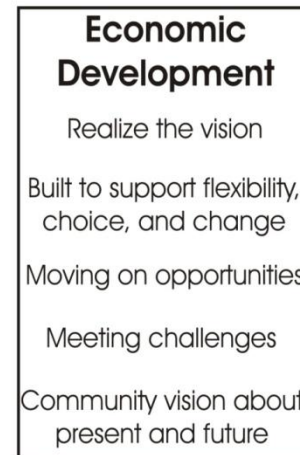 Economic
Development
Realize the vision
Built to support flexibility,
choice, and change
Moving on opportunities
Meeting challenges
Community vision about
present and future